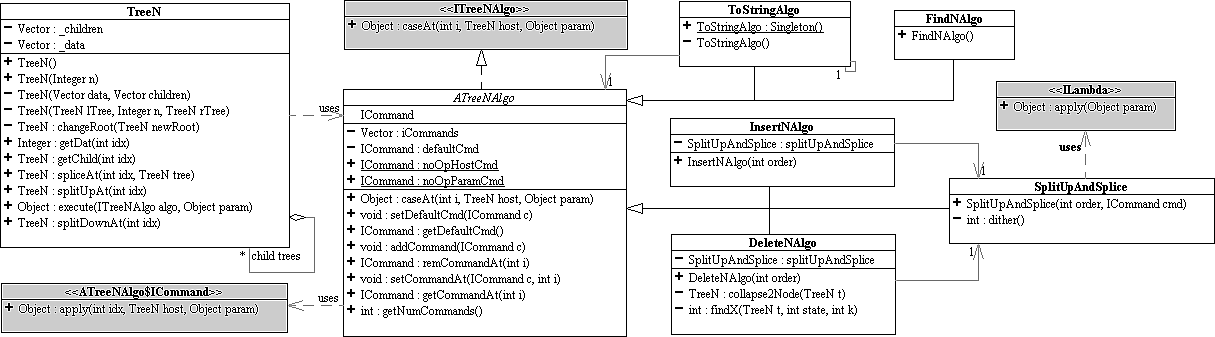 TreeN
− Vector : _children
− Vector : _data
+ TreeN()
+ TreeN(Integer n)
− TreeN(Vector data, Vector children)
− TreeN(TreeN lTree, Integer n, TreeN rTree)
− TreeN : changeRoot(TreeN newRoot)
+ Integer : getDat(int idx)
+ TreeN : getChild(int idx)
+ TreeN : spliceAt(int idx, TreeN tree)
+ TreeN : splitUpAt(int idx)
+ Object : execute(ITreeNAlgo algo, Object param)
+ TreeN : splitDownAt(int idx)
* child trees
<<ATreeNAlgo$ICommand>>
+ Object : apply(int idx, TreeN host, Object param)
uses
uses
<<ITreeNAlgo>>
+ Object : caseAt(int i, TreeN host, Object param)
ATreeNAlgo
ICommand
− Vector : iCommands
− ICommand : defaultCmd
+ ICommand : noOpHostCmd
+ ICommand : noOpParamCmd
+ Object : caseAt(int i, TreeN host, Object param)
+ void : setDefaultCmd(ICommand c)
+ ICommand : getDefaultCmd()
+ void : addCommand(ICommand c)
+ ICommand : remCommandAt(int i)
+ void : setCommandAt(ICommand c, int i)
+ ICommand : getCommandAt(int i)
+ int : getNumCommands()
1
ToStringAlgo
+ ToStringAlgo : Singleton()
− ToStringAlgo()
1
FindNAlgo
+ FindNAlgo()
InsertNAlgo
− SplitUpAndSplice : splitUpAndSplice
+ InsertNAlgo(int order)
1
DeleteNAlgo
− SplitUpAndSplice : splitUpAndSplice
+ DeleteNAlgo(int order)
− TreeN : collapse2Node(TreeN t)
− int : findX(TreeN t, int state, int k)
1
<<ILambda>>
+ Object : apply(Object param)
uses
SplitUpAndSplice
+ SplitUpAndSplice(int order, ICommand cmd)
− int : dither()